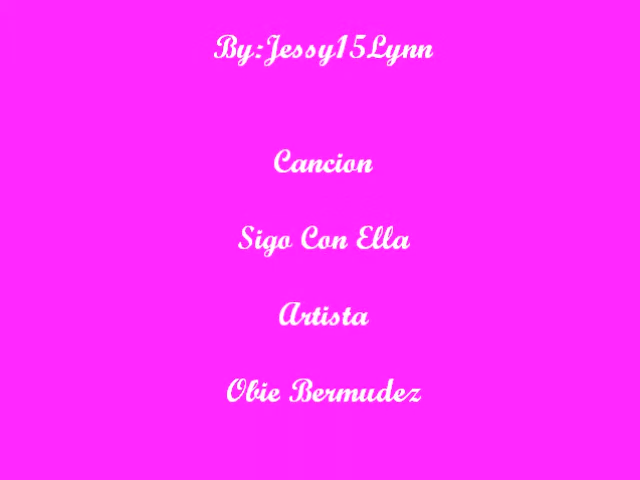 By:Jessy15Lynn
Cancion
Sigo Con Ella
Artista
Obie Bermudez